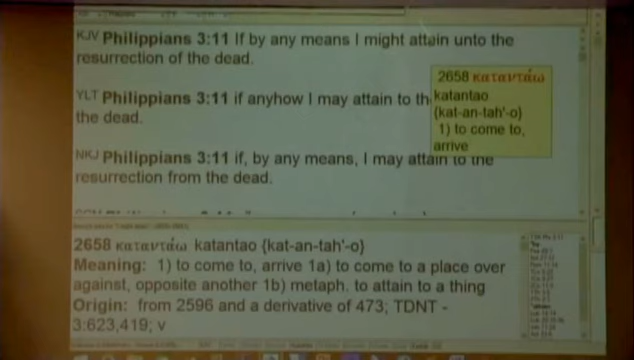 KJV Philippians 3:11 If by any means I might attain unto the
resurrection of the dead.
YLT Philippians 3:11 if anyhow I may attain to th
the dead.
NKJ Philippians 3:11 if, by any means, I may attain to the
resurrection from the dead.
2658 καταντάω
katantao
(kat-an-tah'-o)
1) to come to,
arrive
2658 καταντάω katantao {kat-an-tah'-o}
Meaning: 1) to come to, arrive 1a) to come to a place over
against, opposite another 1b) metaph. to attain to a thing
Origin: from 2596 and a derivative of 473; TDNT -
3:623,419; v